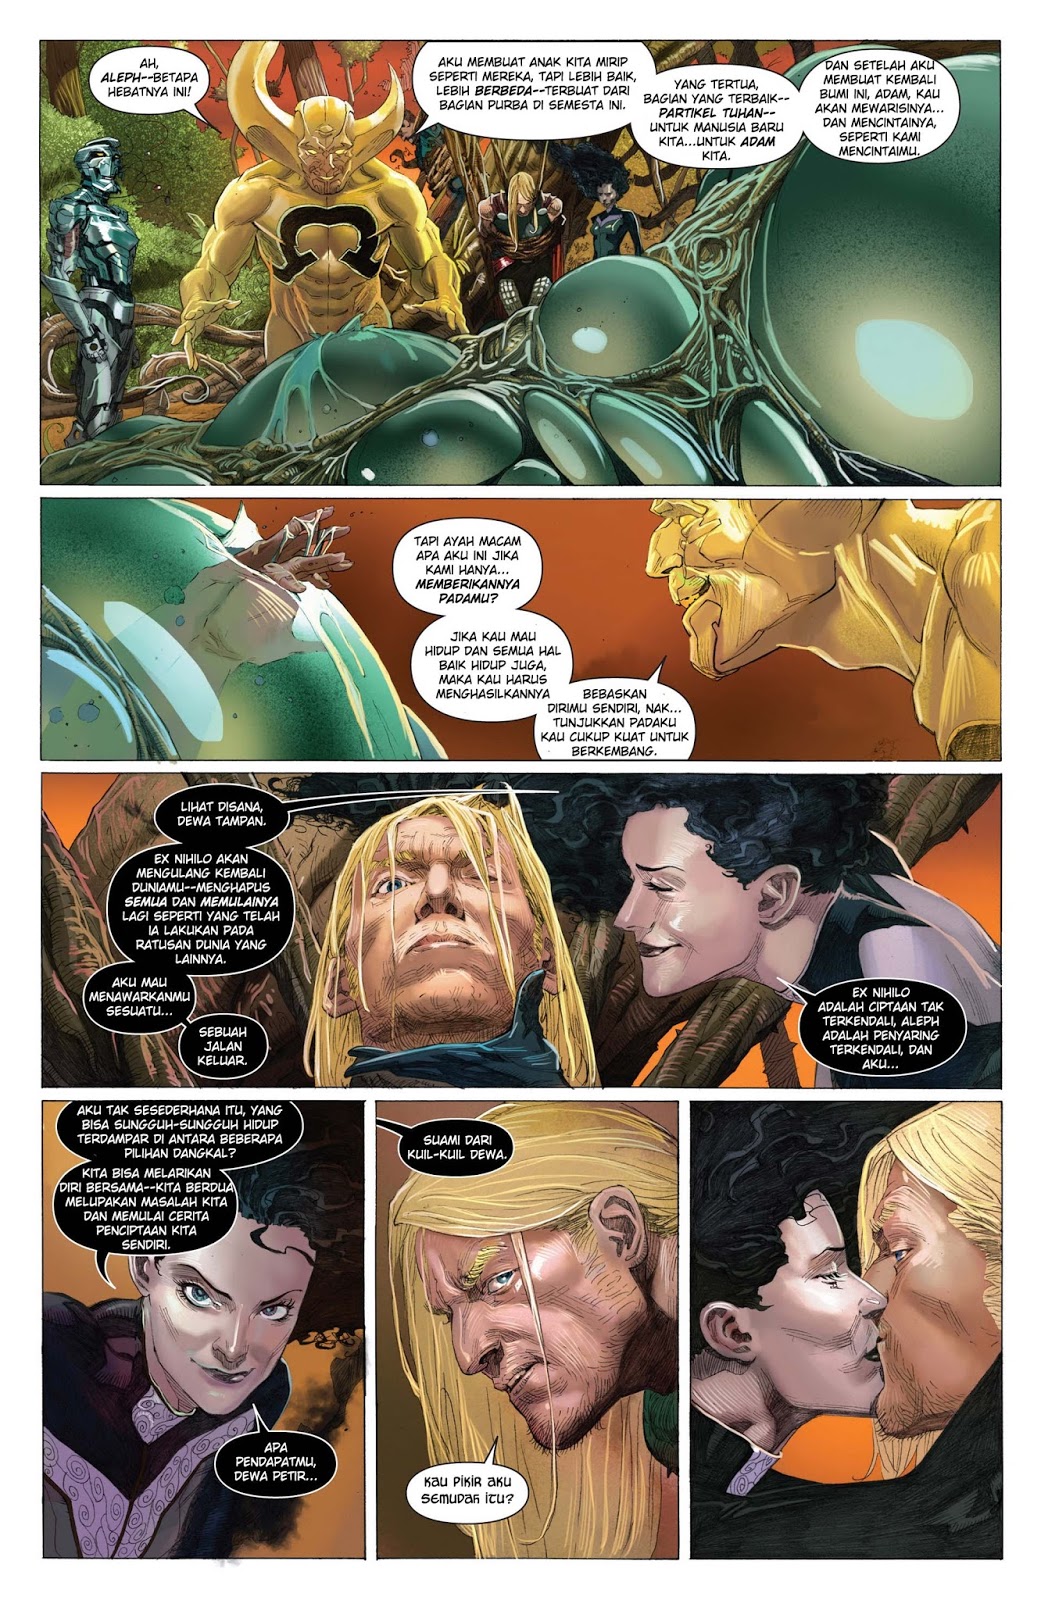 AH,
ALEPH--BETAPA
HEBATNYA INI!
AKU MEMBUAT ANAK KITA MIRIP
SEPERTI MEREKA, TAPI LEBIH BAIK,
LEBIH BERBEDA--TERBUAT DARI
BAGIAN PURBA DI SEMESTA INI.
YANG TERTUA,
BAGIAN YANG TERBAIK--
PARTIKEL TUHAN--
UNTUK MANUSIA BARU
KITA...UNTUK ADAM
KITA.
DAN SETELAH AKU
MEMBUAT KEMBALI
BUMI INI, ADAM, KAU
AKAN MEWARISINYA...
DAN MENCINTAINYA,
SEPERTI KAMI
MENCINTAIMU.
TAPI AYAH MACAM
APA AKU INI JIKA
KAMI HANYA...
MEMBERIKANNYA
PADAMU?
JIKA KAU MAU
HIDUP DAN SEMUA HAL
BAIK HIDUP JUGA,
MAKA KAU HARUS
MENGHASILKANNYA
BEBASKAN
DIRIMU SENDIRI, NAK...
TUNJUKKAN PADAKU
KAU CUKUP KUAT UNTUK
BERKEMBANG.
LIHAT DISANA,
DEWA TAMPAN.
EX NIHILO AKAN
MENGULANG KEMBALI
DUNIAMU--MENGHAPUS
SEMUA DAN MEMULAINYA
LAGI SEPERTI YANG TELAH
IA LAKUKAN PADA
RATUSAN DUNIA YANG
LAINNYA.
AKU MAU
MENAWARKANMU
SESUATU...
SEBUAH
JALAN
KELUAR.
EX NIHILO
ADALAH CIPTAAN TAK
TERKENDALI, ALEPH
ADALAH PENYARING
TERKENDALI, DAN
AKU...
AKU TAK SESEDERHANA ITU, YANG
BISA SUNGGUH-SUNGGUH HIDUP
TERDAMPAR DI ANTARA BEBERAPA
PILIHAN DANGKAL?
KITA BISA MELARIKAN
DIRI BERSAMA--KITA BERDUA
MELUPAKAN MASALAH KITA
DAN MEMULAI CERITA
PENCIPTAAN KITA
SENDIRI.
APA
PENDAPATMU,
DEWA PETIR...
SUAMI DARI
KUIL-KUIL DEWA.
KAU PIKIR AKU
SEMUDAH ITU?